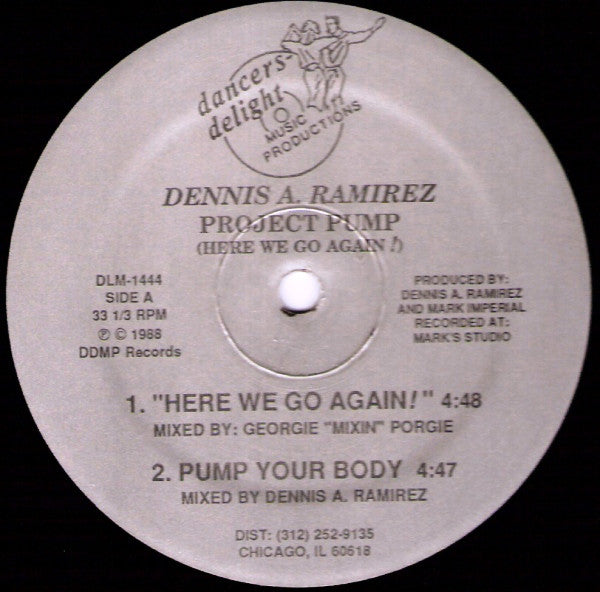 dancers-
delight
MUSIC
PRODUCTIONS
DENNIS A. RAMIREZ
PROJECT PUMP
(HERE WE GO AGAIN!)
DLM-1444
SIDE A
33 1/3 RPM
℗ © 1988
DDMP Records
PRODUCED BY:
DENNIS A. RAMIREZ
AND MARK IMPERIAL
RECORDED AT:
MARK'S STUDIO
1. "HERE WE GO AGAIN!" 4:48
MIXED BY: GEORGIE "MIXIN" PORGIE
2. PUMP YOUR BODY 4:47
MIXED BY DENNIS A. RAMIREZ
DIST: (312) 252-9135
CHICAGO, IL 60618